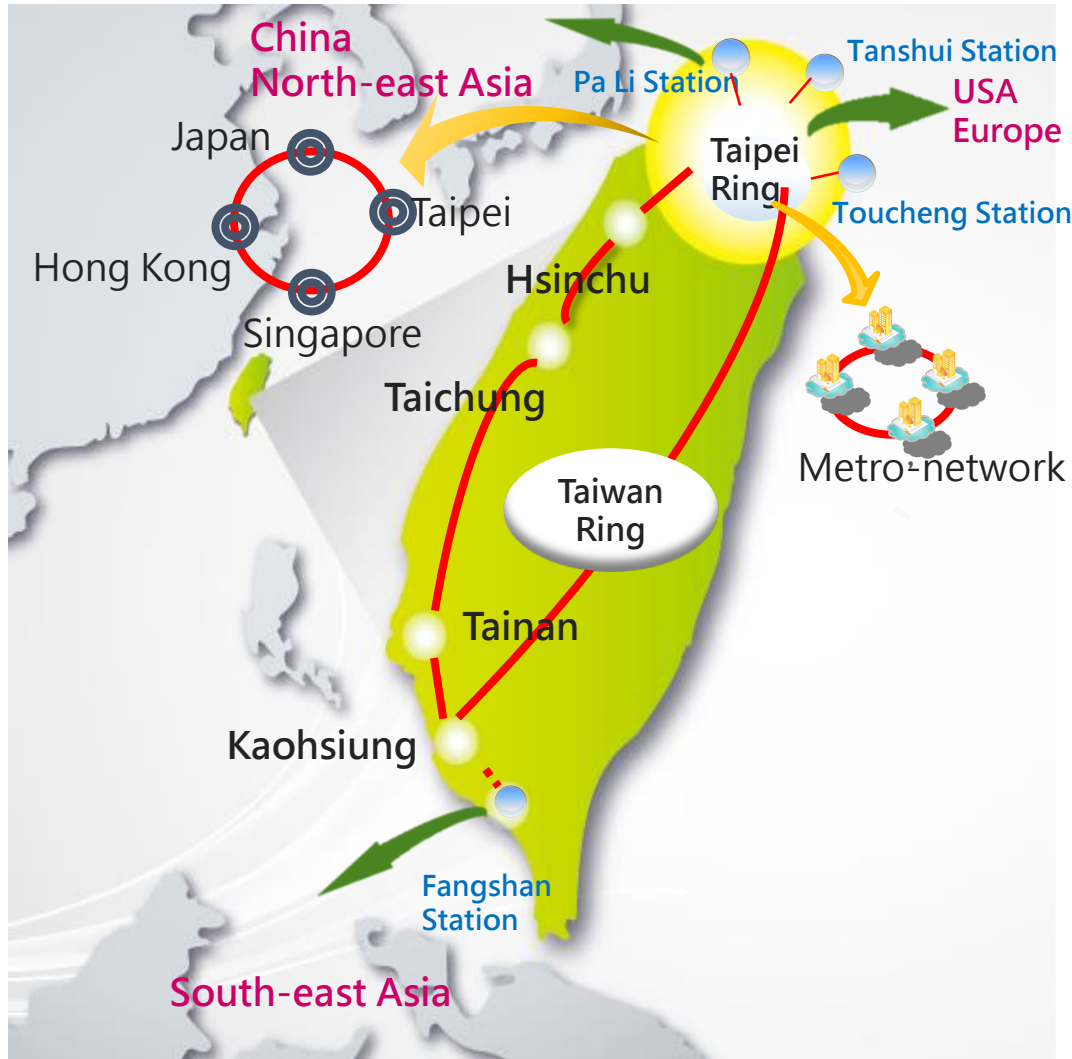 China
North-east Asia
Pa Li Station
Tanshui Station
USA
Europe
Japan
Taipei
Hong Kong
Singapore
Taipei
Ring
Toucheng Station
Hsinchu
Taichung
Metro-network
Taiwan
Ring
Tainan
Kaohsiung
Fangshan
Station
South-east Asia